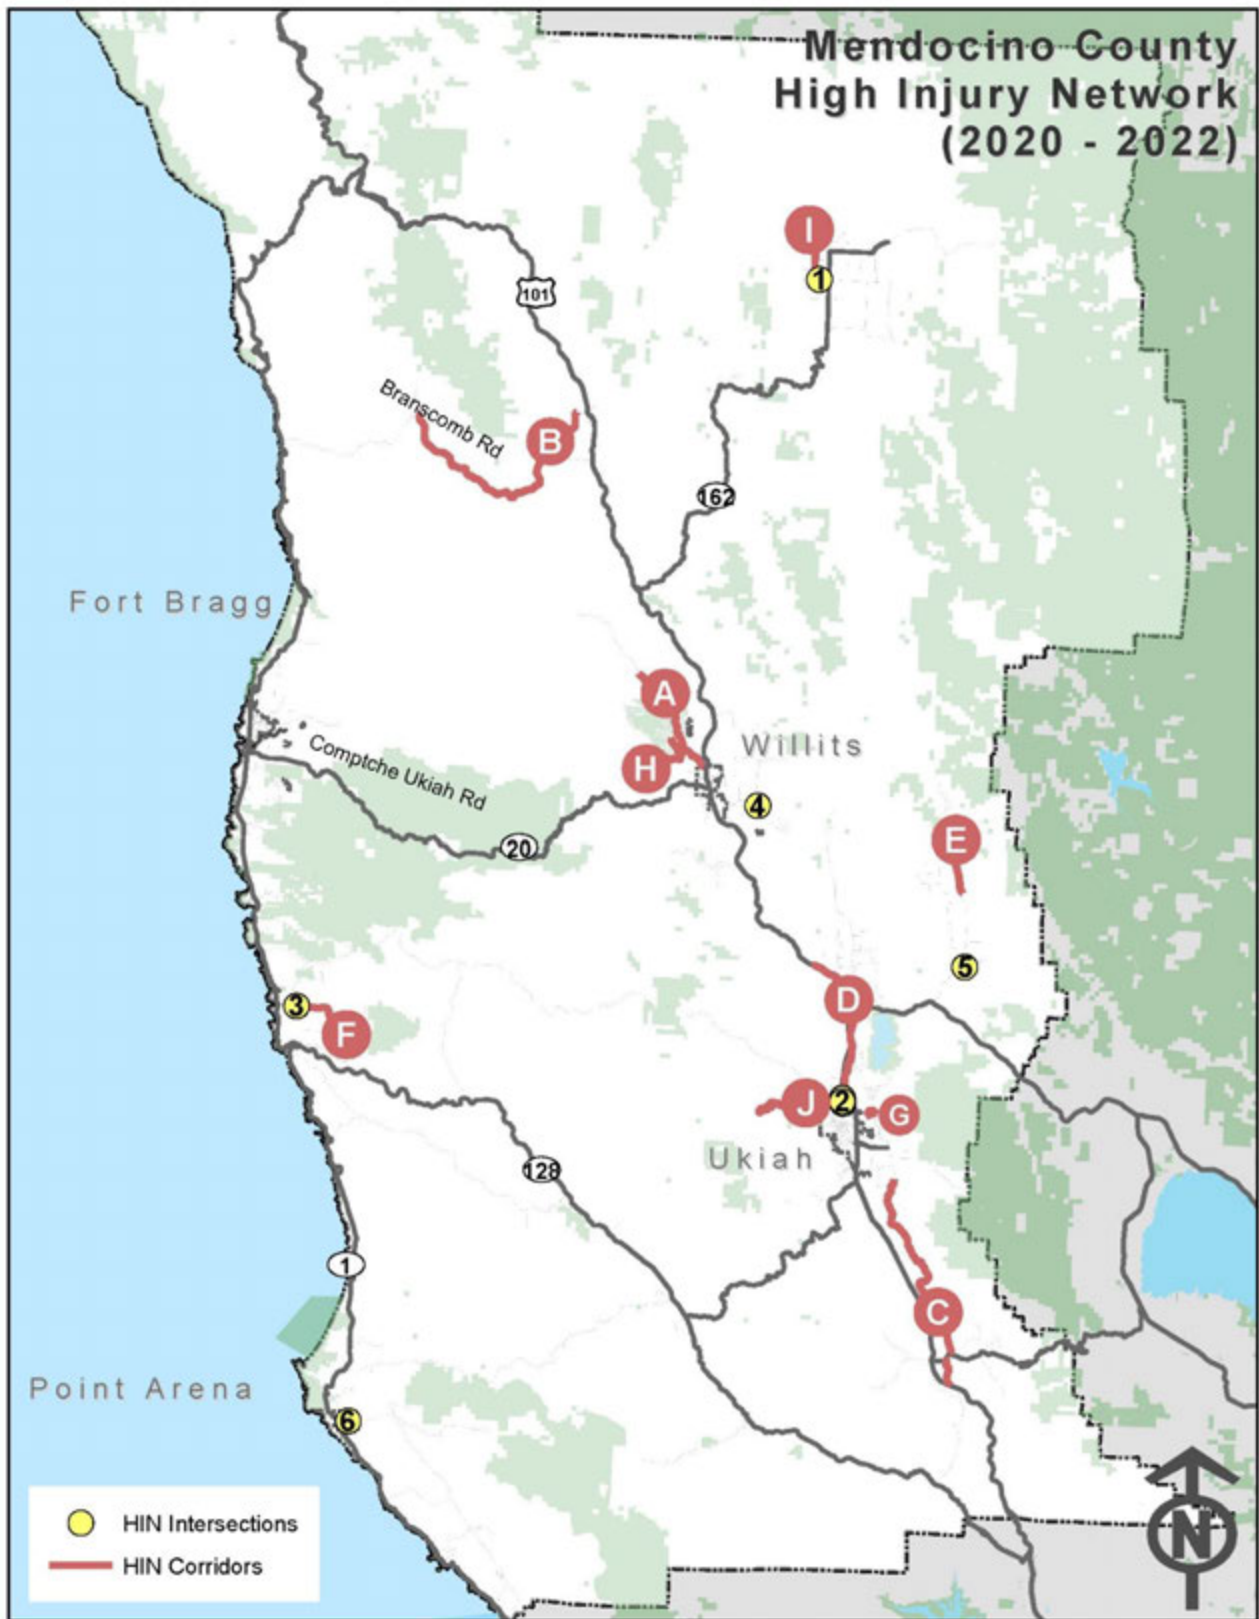 Mendocino County
High Injury Network
(2020 - 2022)
I
1
101
Branscomb Rd
B
162
Fort Bragg
A
Willits
H
Comptche Ukiah Rd
4
20
E
5
D
3
F
J
2
G
Ukiah
128
1
C
Point Arena
6
HIN Intersections
HIN Corridors
N